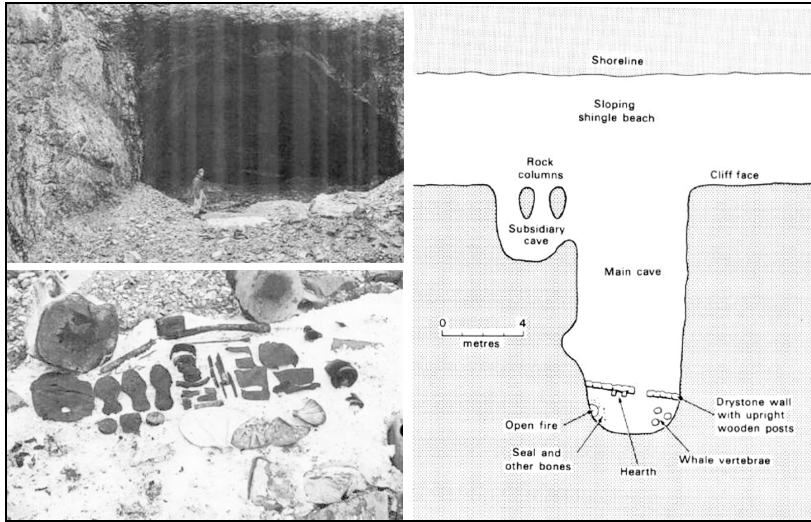 Shoreline
Sloping
shingle beach
Rock
columns
Cliff face
Subsidiary
cave
Main cave
0 4
metres
Drystone wall
with upright
wooden posts
Open fire
Seal and
other bones
Hearth
Whale vertebrae